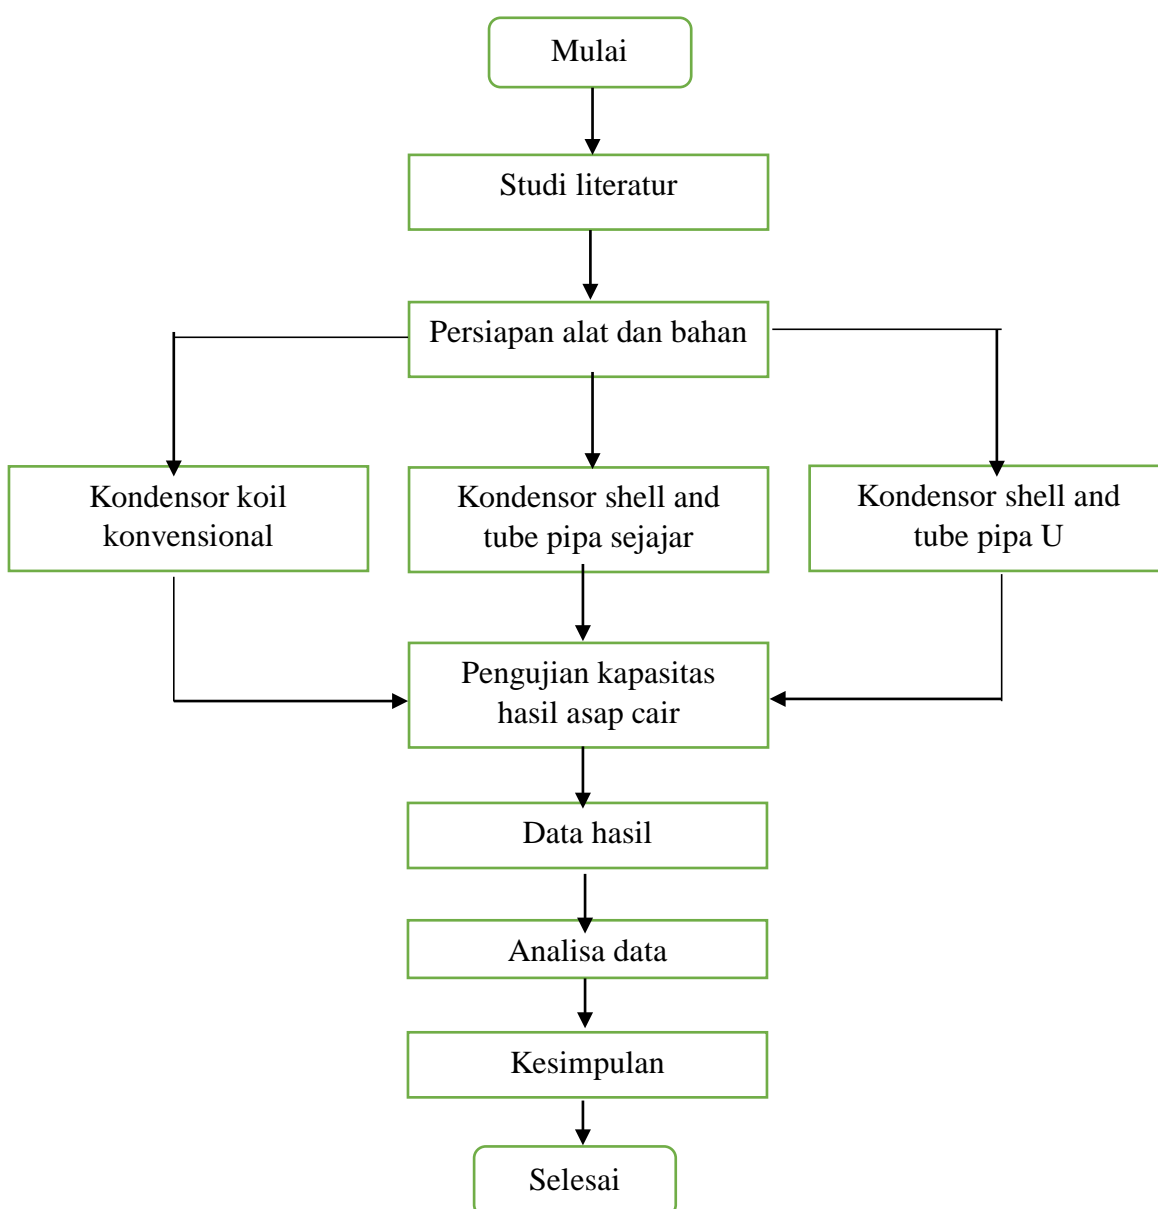 Mulai
Studi literatur
Persiapan alat dan bahan
Kondensor koil
konvensional
Kondensor shell and
tube pipa sejajar
Kondensor shell and
tube pipa U
Pengujian kapasitas
hasil asap cair
Data hasil
Analisa data
Kesimpulan
Selesai